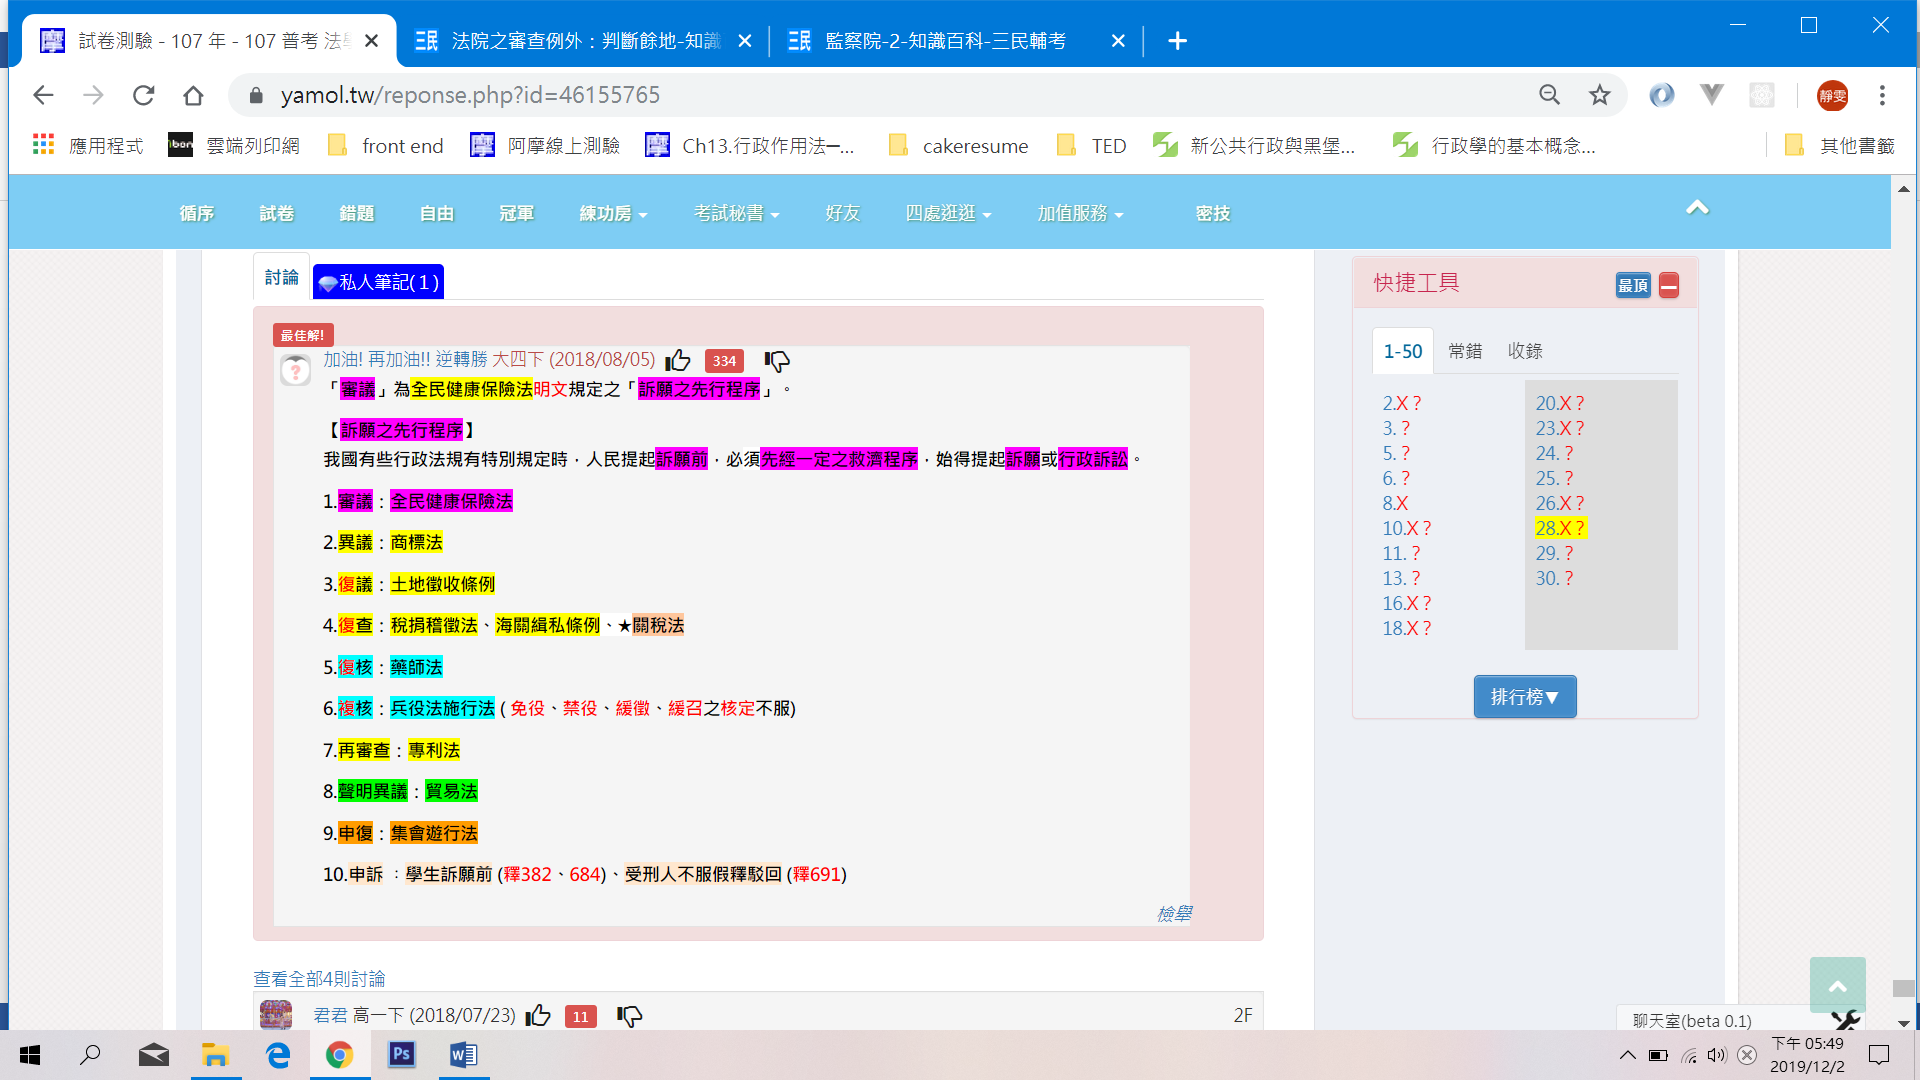 試卷測驗 - 107 年 - 107 普考 法學
法院之審查例外：判斷餘地-知識
監察院-2-知識百科-三民輔考
yamol.tw/reponse.php?id=46155765
靜雯
應用程式
ibon
雲端列印網
front end
阿摩線上測驗
Ch13.行政作用法─...
cakeresume
TED
新公共行政與黑堡...
行政學的基本概念...
其他書籤
循序
試卷
錯題
自由
冠軍
練功房
考試秘書
好友
四處逛逛
加值服務
密技
討論
私人筆記( 1 )
最佳解!
加油! 再加油!! 逆轉勝 大四下 (2018/08/05) 334
「審議」為全民健康保險法明文規定之「訴願之先行程序」。
【訴願之先行程序】
我國有些行政法規有特別規定時，人民提起訴願前，必須先經一定之救濟程序，始得提起訴願或行政訴訟。
1.審議：全民健康保險法
2.異議：商標法
3.復議：土地徵收條例
4.復查：稅捐稽徵法、海關緝私條例、★關稅法
5.復核：藥師法
6.複核：兵役法施行法 ( 免役、禁役、緩徵、緩召之核定不服)
7.再審查：專利法
8.聲明異議：貿易法
9.申復：集會遊行法
10.申訴 ：學生訴願前 (釋382、684)、受刑人不服假釋駁回 (釋691)
檢舉
查看全部4則討論
君君 高一下 (2018/07/23) 11
2F
快捷工具
最頂
1-50
常錯
收錄
2.X ?
3. ?
5. ?
6. ?
8.X
10.X ?
11. ?
13. ?
16.X ?
18.X ?
20.X ?
23.X ?
24. ?
25. ?
26.X ?
28.X ?
29. ?
30. ?
排行榜▼
聊天室(beta 0.1)
Ps
下午 05:49
2019/12/2